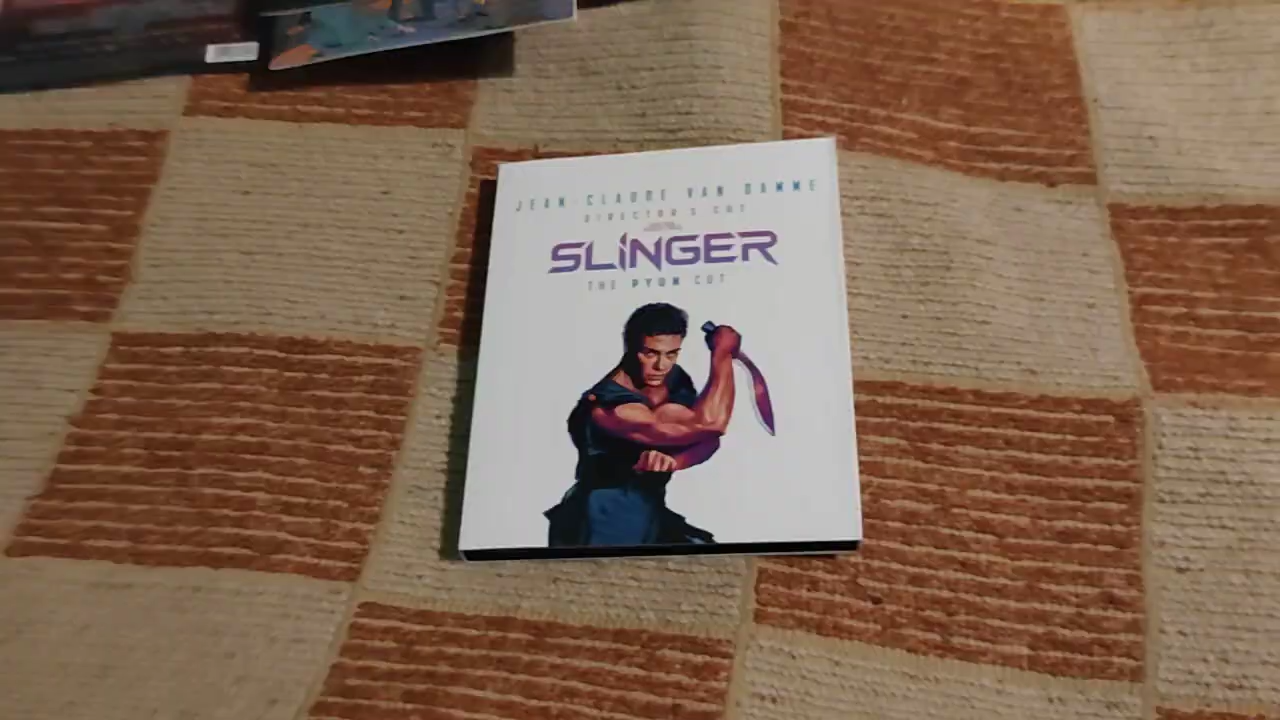 JEAN-CLAUDE VAN DAMME
DIRECTOR'S CUT
SLINGER
THE PYUN CUT